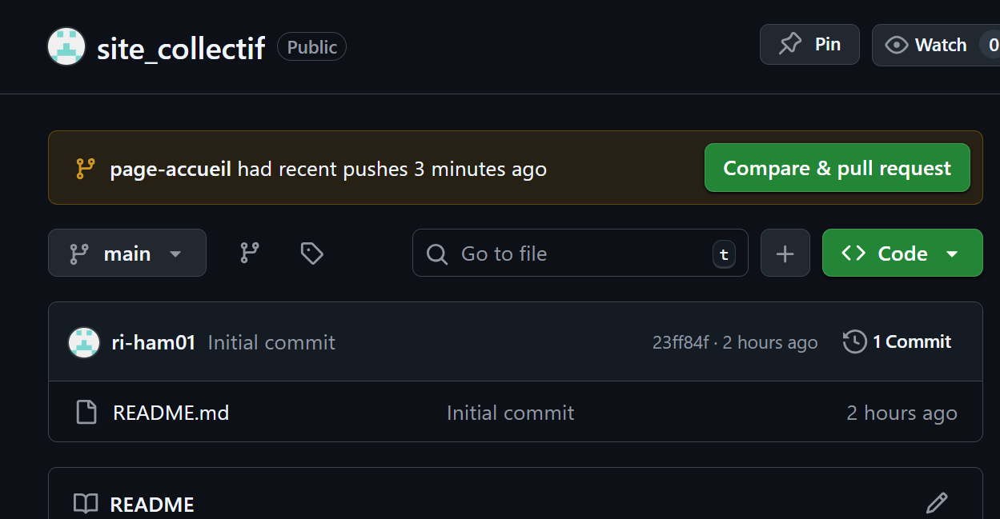 site_collectif Public Pin Watch 0
page-accueil had recent pushes 3 minutes ago Compare & pull request
main Go to file t Code
ri-ham01 Initial commit 23ff84f · 2 hours ago 1 Commit
README.md Initial commit 2 hours ago
README